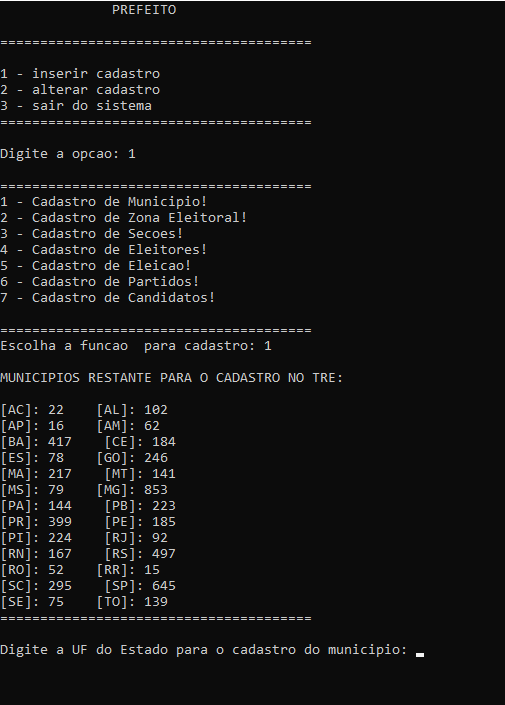 PREFEITO
=======================================
1 - inserir cadastro
2 - alterar cadastro
3 - sair do sistema
=======================================
Digite a opcao: 1
=======================================
1 - Cadastro de Municipio!
2 - Cadastro de Zona Eleitoral!
3 - Cadastro de Secoes!
4 - Cadastro de Eleitores!
5 - Cadastro de Eleicao!
6 - Cadastro de Partidos!
7 - Cadastro de Candidatos!
=======================================
Escolha a funcao  para cadastro: 1
MUNICIPIOS RESTANTE PARA O CADASTRO NO TRE:
[AC]: 22    [AL]: 102
[AP]: 16    [AM]: 62
[BA]: 417    [CE]: 184
[ES]: 78    [GO]: 246
[MA]: 217    [MT]: 141
[MS]: 79    [MG]: 853
[PA]: 144    [PB]: 223
[PR]: 399    [PE]: 185
[PI]: 224    [RJ]: 92
[RN]: 167    [RS]: 497
[RO]: 52    [RR]: 15
[SC]: 295    [SP]: 645
[SE]: 75    [TO]: 139
=======================================
Digite a UF do Estado para o cadastro do municipio: